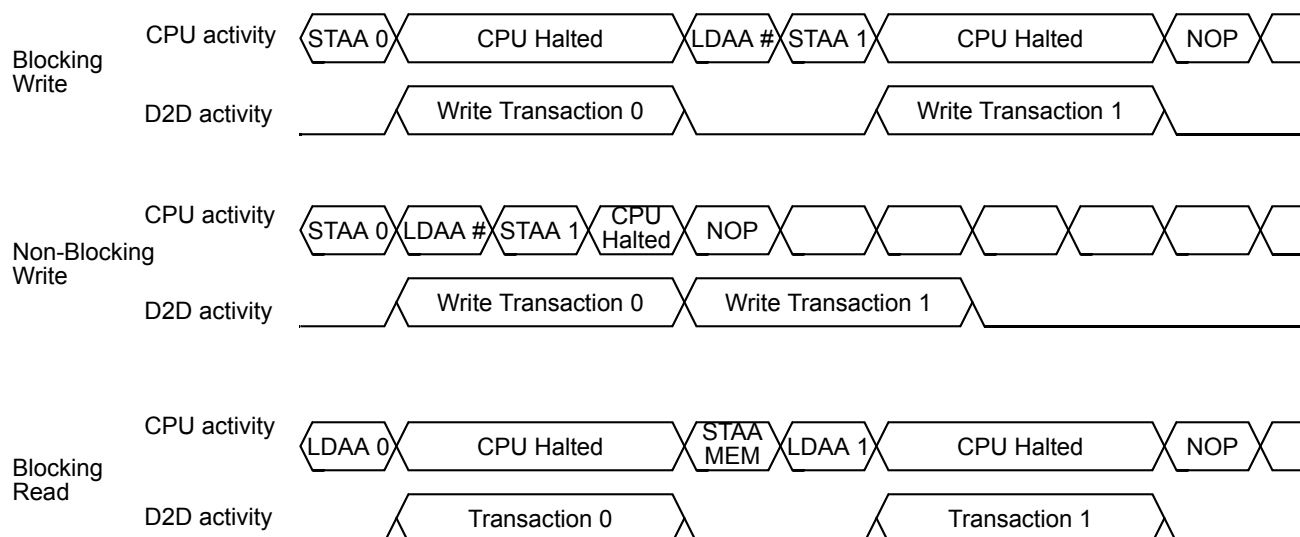 Blocking
Write
CPU activity
STAA 0
CPU Halted
LDAA #
STAA 1
CPU Halted
NOP
D2D activity
Write Transaction 0
Write Transaction 1
Non-Blocking
Write
CPU activity
STAA 0
LDAA #
STAA 1
CPU
Halted
NOP
D2D activity
Write Transaction 0
Write Transaction 1
Blocking
Read
CPU activity
LDAA 0
CPU Halted
STAA
MEM
LDAA 1
CPU Halted
NOP
D2D activity
Transaction 0
Transaction 1